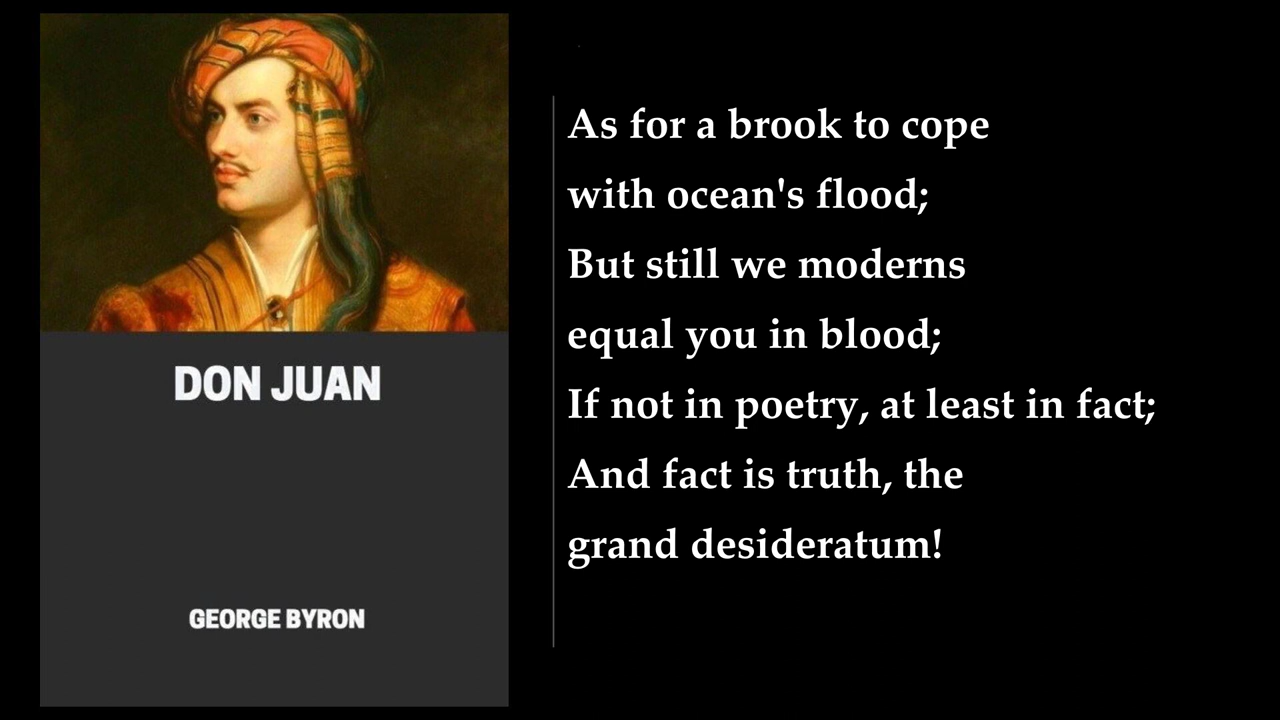 DON JUAN
GEORGE BYRON
As for a brook to cope
with ocean's flood;
But still we moderns
equal you in blood;
If not in poetry, at least in fact;
And fact is truth, the
grand desideratum!